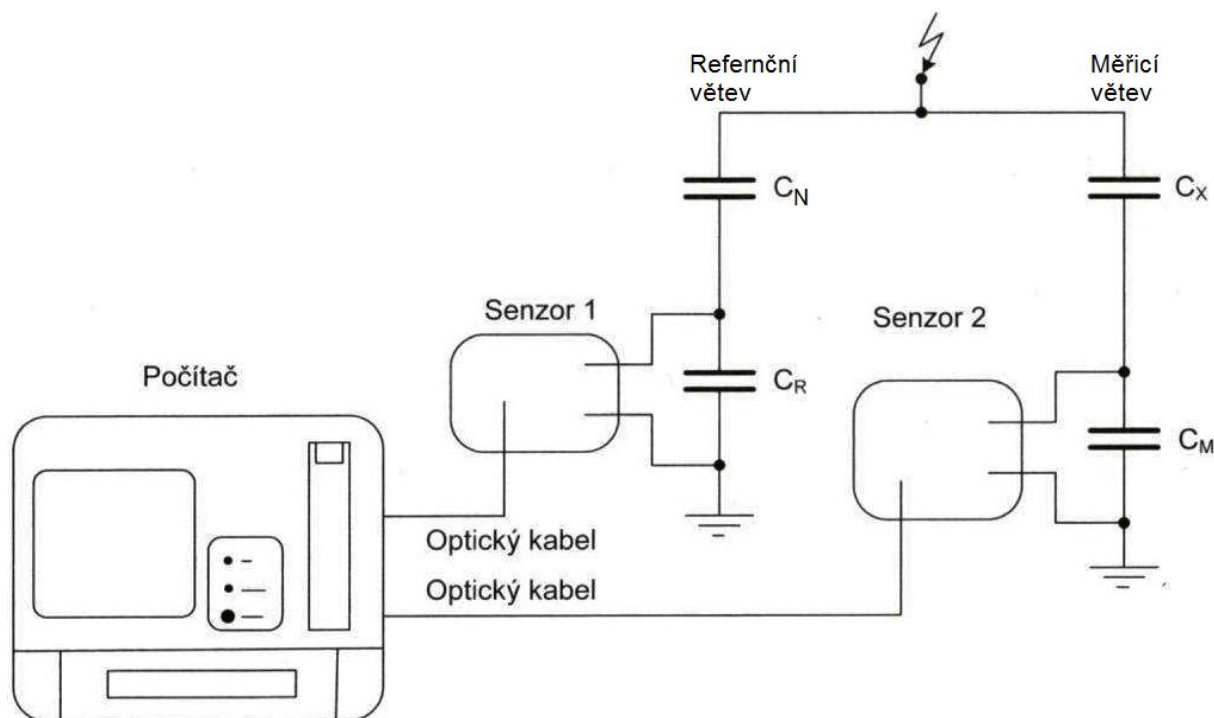 Refernční
větev
Měřicí
větev
C_N
C_X
Senzor 1
Senzor 2
C_R
Počítač
C_M
Optický kabel
Optický kabel